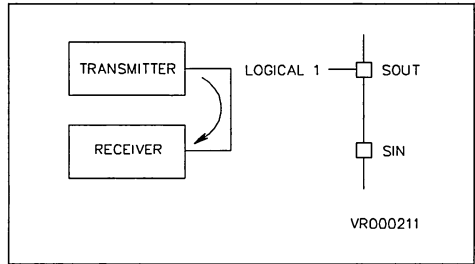 TRANSMITTER
LOGICAL 1
SOUT
RECEIVER
SIN
VR000211